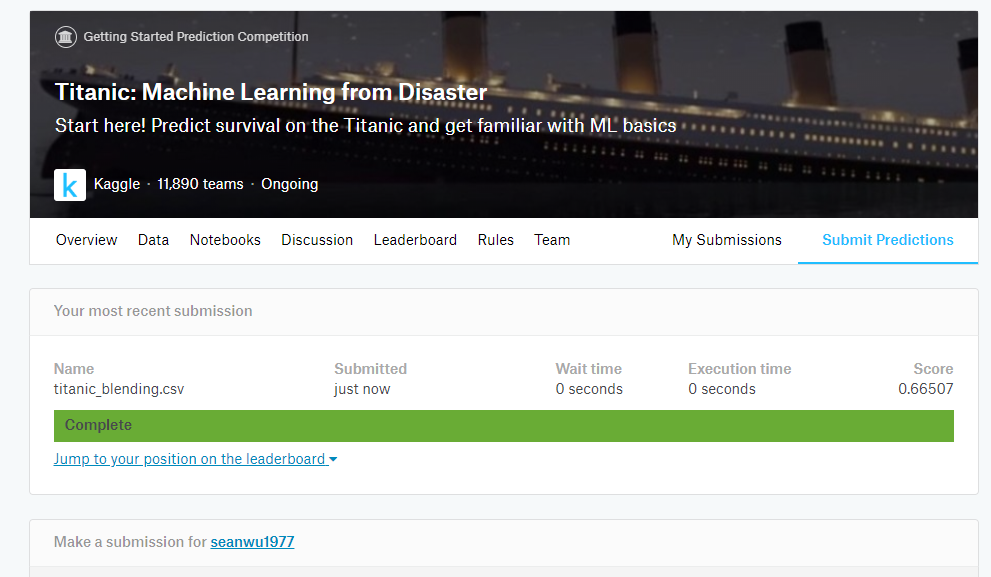 Getting Started Prediction Competition
Titanic: Machine Learning from Disaster
Start here! Predict survival on the Titanic and get familiar with ML basics
k Kaggle · 11,890 teams · Ongoing
Overview Data Notebooks Discussion Leaderboard Rules Team My Submissions Submit Predictions
Your most recent submission
Name Submitted Wait time Execution time Score
titanic_blending.csv just now 0 seconds 0 seconds 0.66507
Complete
Jump to your position on the leaderboard
Make a submission for seanwu1977